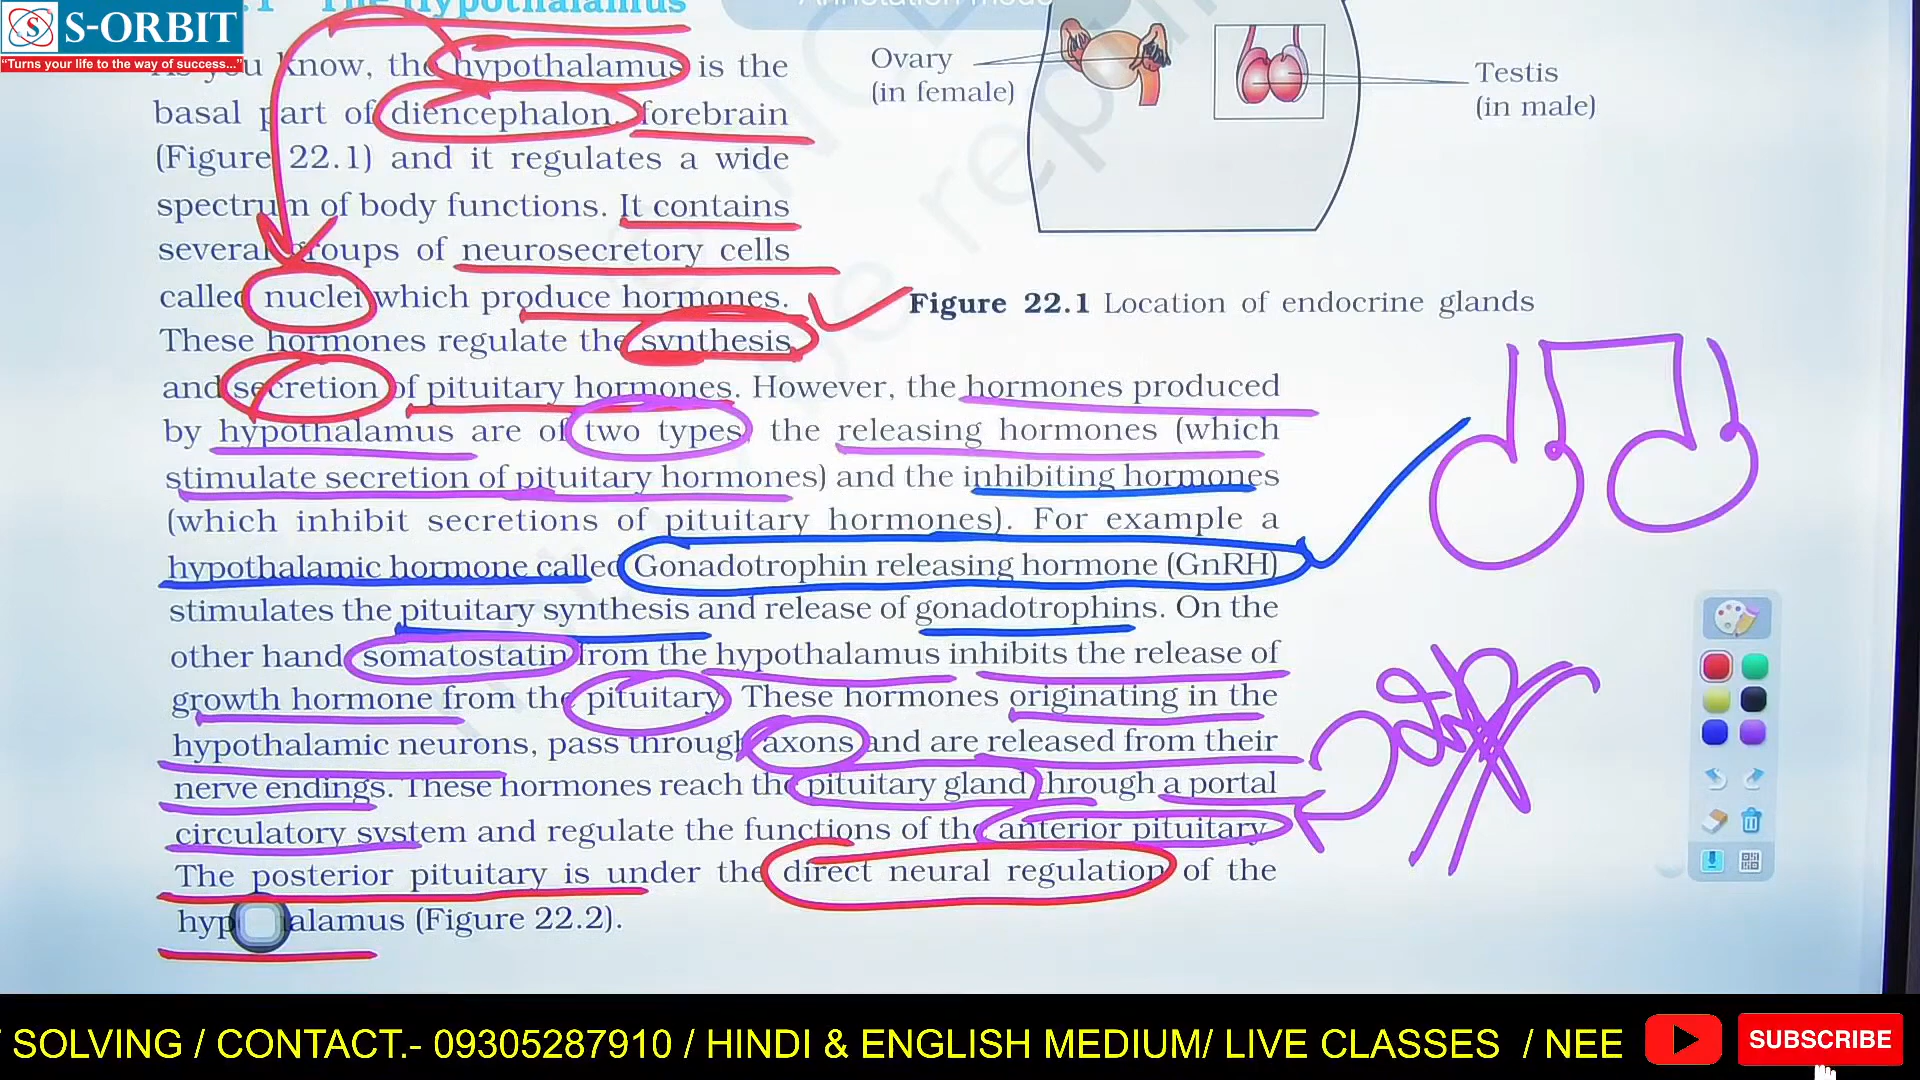 S-ORBIT
"Turns your life to the way of success..."
The Hypothalamus
Annotation mode
As you know, the hypothalamus is the
basal part of diencephalon, forebrain
(Figure 22.1) and it regulates a wide
spectrum of body functions. It contains
several groups of neurosecretory cells
called nuclei which produce hormones.
These hormones regulate the synthesis
and secretion of pituitary hormones. However, the hormones produced
by hypothalamus are of two types, the releasing hormones (which
stimulate secretion of pituitary hormones) and the inhibiting hormones
(which inhibit secretions of pituitary hormones). For example a
hypothalamic hormone called Gonadotrophin releasing hormone (GnRH)
stimulates the pituitary synthesis and release of gonadotrophins. On the
other hand somatostatin from the hypothalamus inhibits the release of
growth hormone from the pituitary. These hormones originating in the
hypothalamic neurons, pass through axons and are released from their
nerve endings. These hormones reach the pituitary gland through a portal
circulatory system and regulate the functions of the anterior pituitary.
The posterior pituitary is under the direct neural regulation of the
hypothalamus (Figure 22.2).
Ovary
(in female)
Testis
(in male)
Figure 22.1 Location of endocrine glands
SOLVING / CONTACT.- 09305287910 / HINDI & ENGLISH MEDIUM/ LIVE CLASSES / NEE
SUBSCRIBE